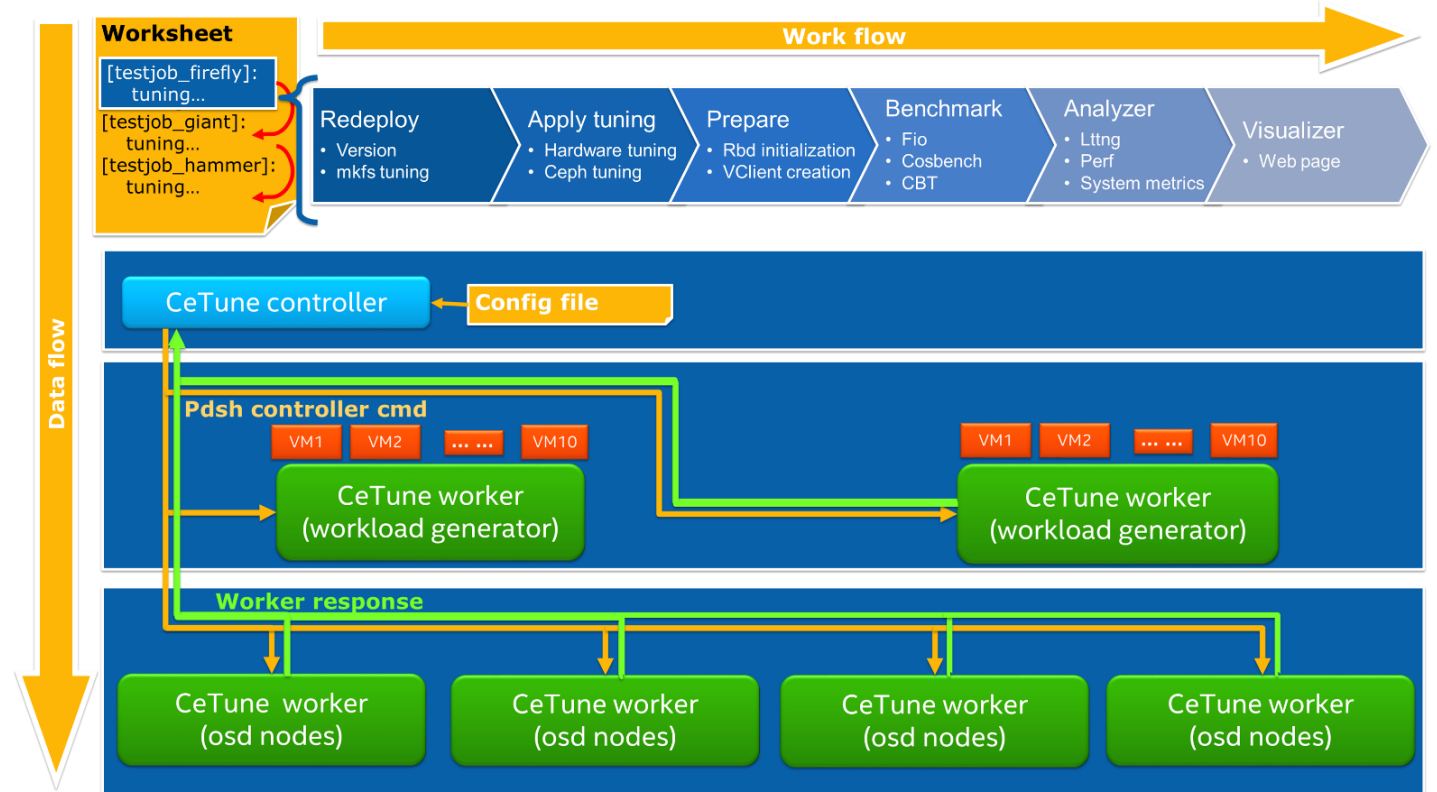 Worksheet
[testjob_firefly]:
tuning...
[testjob_giant]:
tuning...
[testjob_hammer]:
tuning...
Work flow
Redeploy
• Version
• mkfs tuning
Apply tuning
• Hardware tuning
• Ceph tuning
Prepare
• Rbd initialization
• VClient creation
Benchmark
• Fio
• Cosbench
• CBT
Analyzer
• Lttng
• Perf
• System metrics
Visualizer
• Web page
Data flow
CeTune controller
Config file
Pdsh controller cmd
VM1
VM2
... ...
VM10
CeTune worker
(workload generator)
VM1
VM2
... ...
VM10
CeTune worker
(workload generator)
Worker response
CeTune worker
(osd nodes)
CeTune worker
(osd nodes)
CeTune worker
(osd nodes)
CeTune worker
(osd nodes)